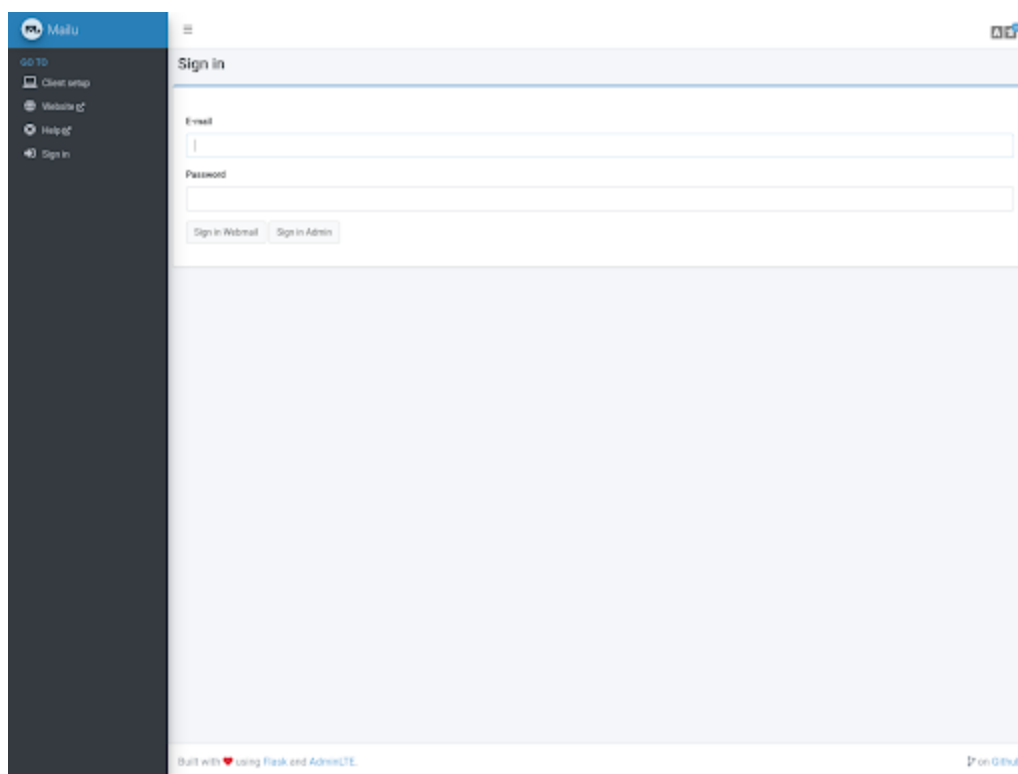 Mailu
GO TO
Client setup
Website
Help
Sign in
Sign in
E-mail
Password
Sign in Webmail
Sign in Admin
Built with ❤ using Flask and AdminLTE.
on Github